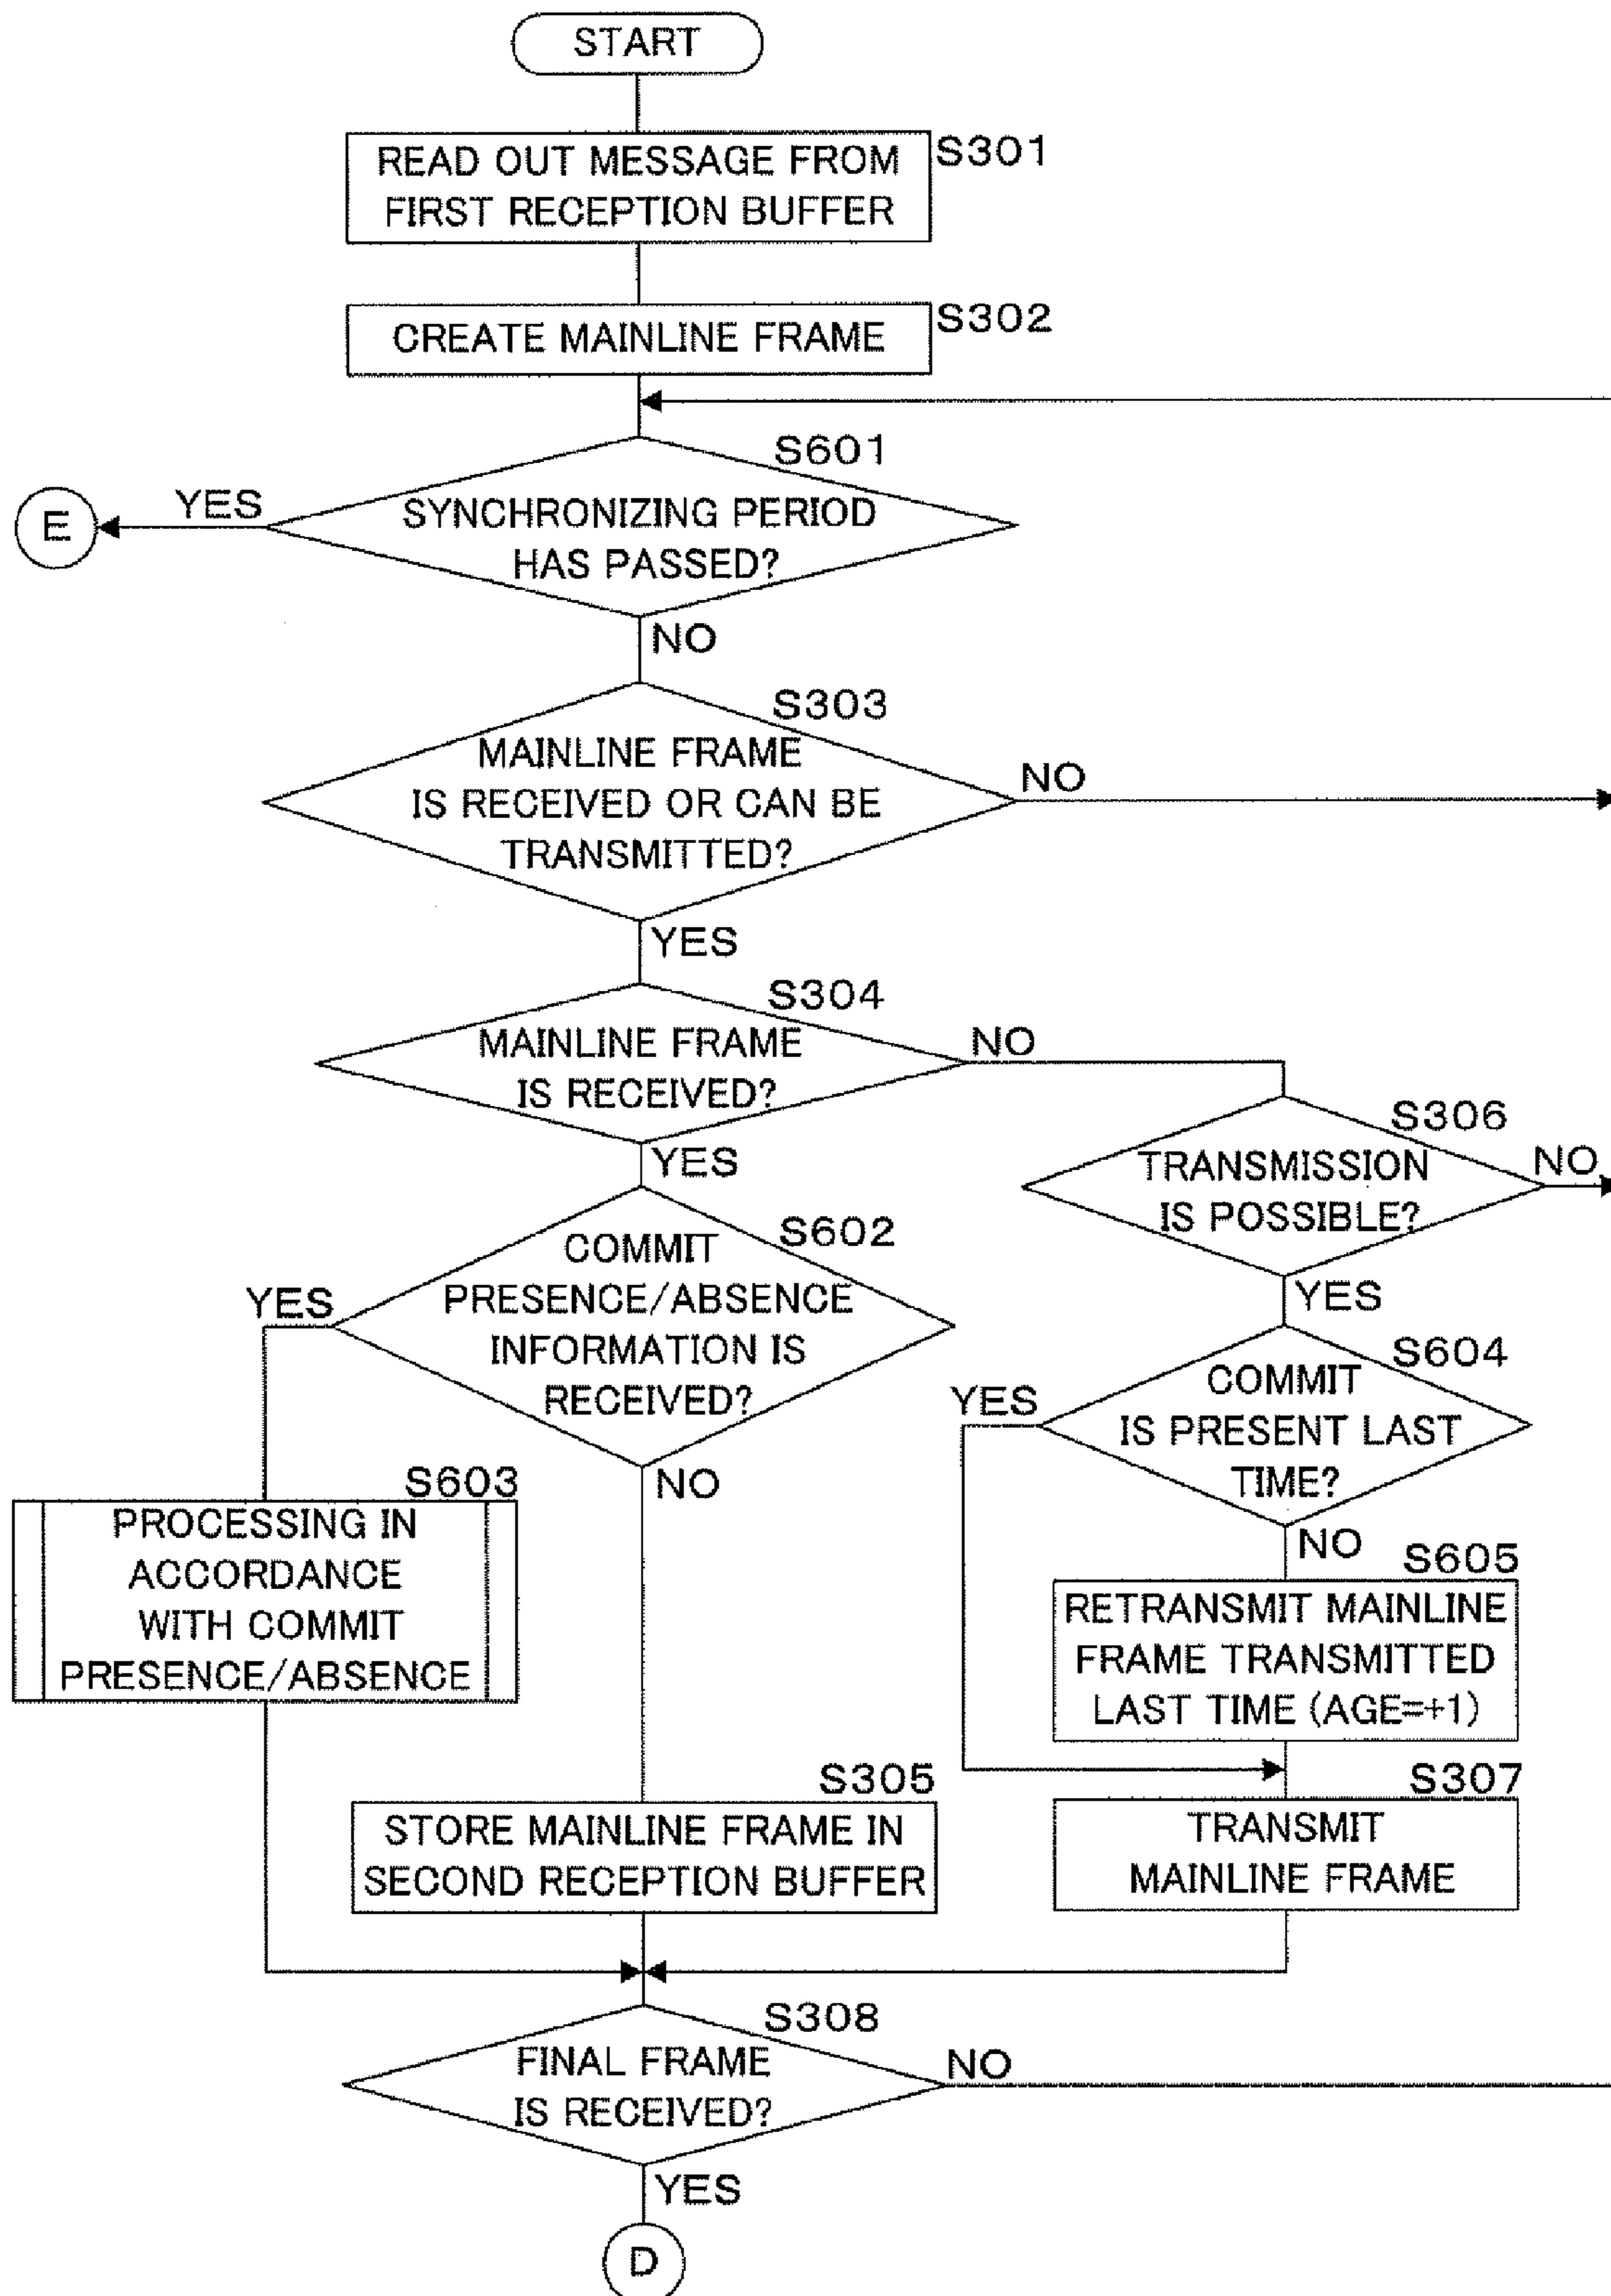 START
S301
READ OUT MESSAGE FROM
FIRST RECEPTION BUFFER
S302
CREATE MAINLINE FRAME
S601
YES
SYNCHRONIZING PERIOD
HAS PASSED?
E
NO
S303
MAINLINE FRAME
IS RECEIVED OR CAN BE
TRANSMITTED?
NO
YES
S304
MAINLINE FRAME
IS RECEIVED?
NO
YES
S306
TRANSMISSION
IS POSSIBLE?
NO
YES
S602
COMMIT
PRESENCE/ABSENCE
INFORMATION IS
RECEIVED?
YES
NO
S604
COMMIT
IS PRESENT LAST
TIME?
YES
NO
S603
PROCESSING IN
ACCORDANCE
WITH COMMIT
PRESENCE/ABSENCE
S605
RETRANSMIT MAINLINE
FRAME TRANSMITTED
LAST TIME (AGE=+1)
S305
STORE MAINLINE FRAME IN
SECOND RECEPTION BUFFER
S307
TRANSMIT
MAINLINE FRAME
S308
FINAL FRAME
IS RECEIVED?
NO
YES
D